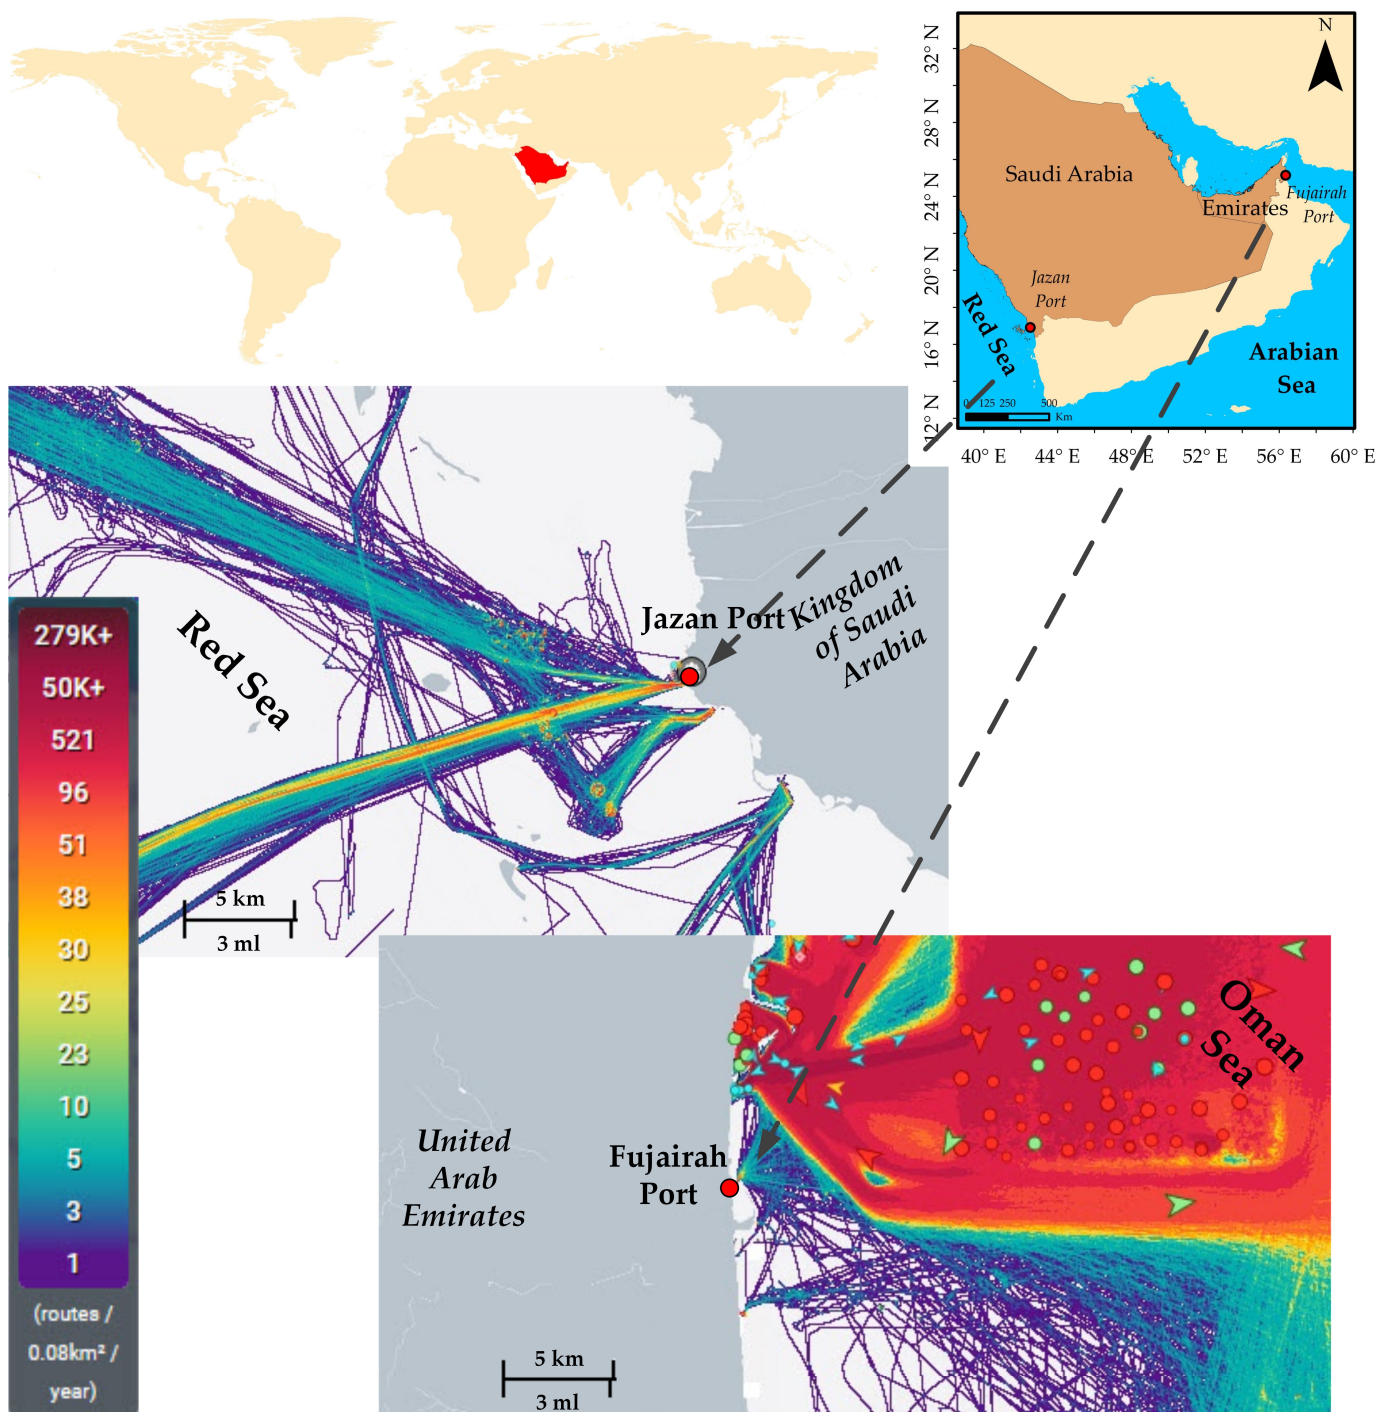 N
32° N
28° N
24° N
20° N
16° N
12° N
Saudi Arabia
Emirates
Fujairah
Port
Jazan
Port
Red Sea
Arabian
Sea
0 125 250 500
Km
40° E 44° E 48° E 52° E 56° E 60° E
Jazan Port
Kingdom
of Saudi
Arabia
Red Sea
5 km
3 ml
279K+
50K+
521
96
51
38
30
25
23
10
5
3
1
(routes /
0.08km² /
year)
Oman
Sea
United
Arab
Emirates
Fujairah
Port
5 km
3 ml